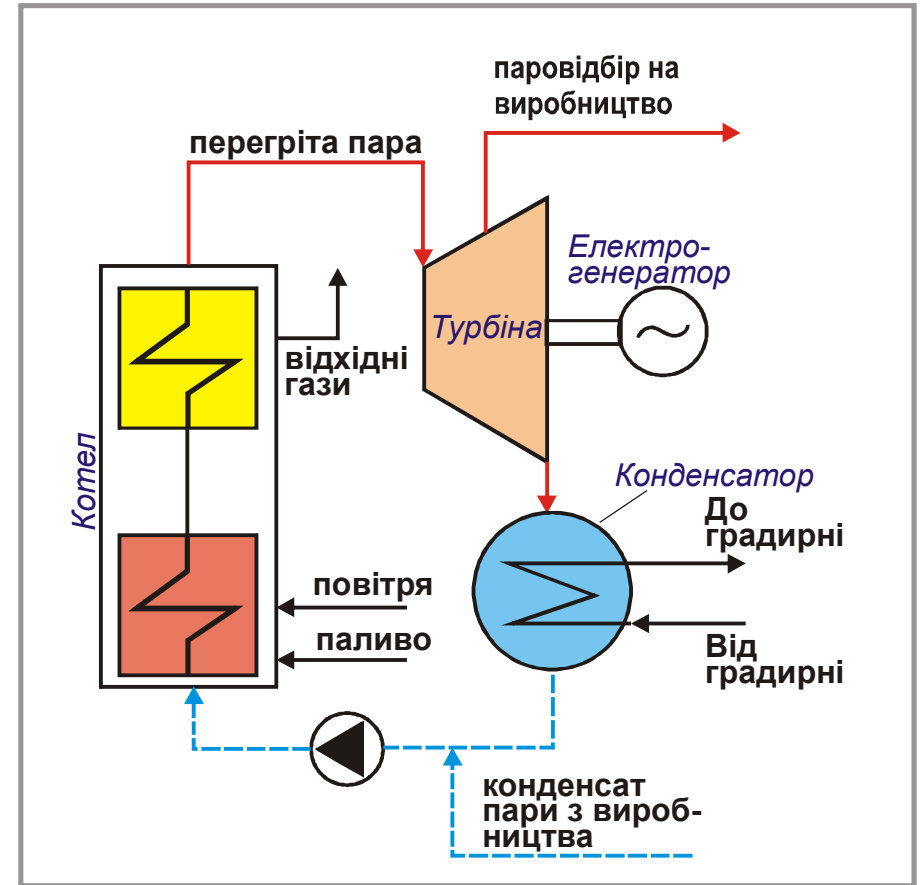 паровідбір на
виробництво
перегріта пара
Електро-
генератор
Турбіна
відхідні
гази
Котел
Конденсатор
До
градирні
повітря
паливо
Від
градирні
конденсат
пари з вироб-
ництва